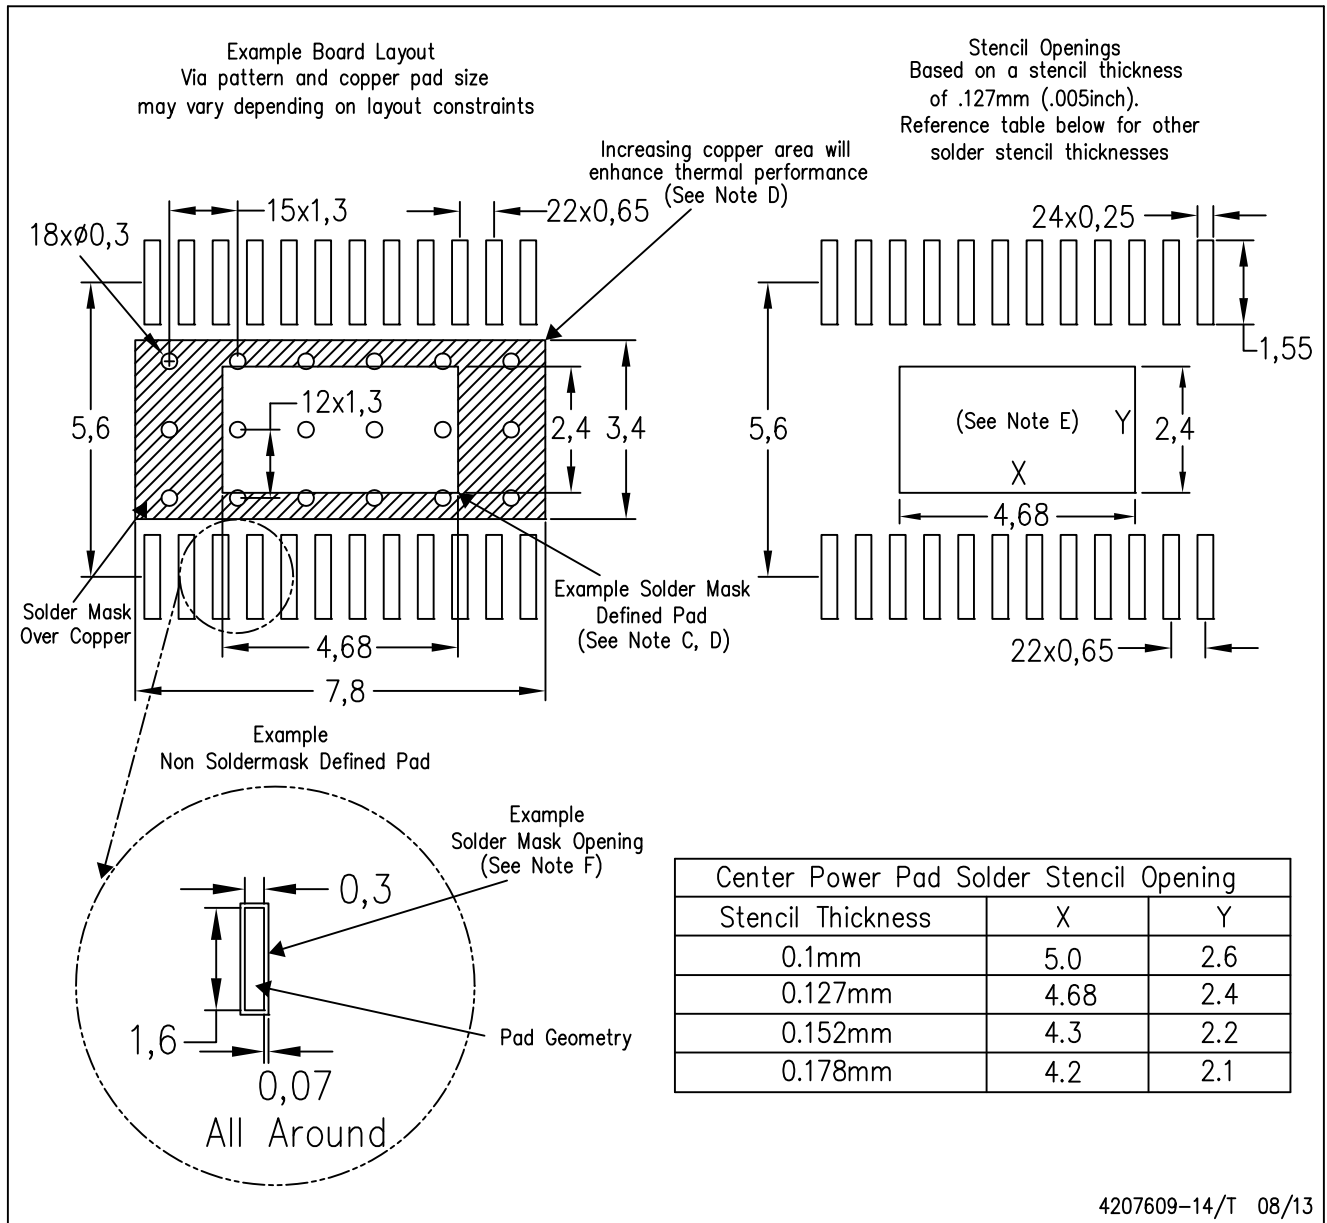 Example Board Layout
Via pattern and copper pad size
may vary depending on layout constraints
Stencil Openings
Based on a stencil thickness
of .127mm (.005inch).
Reference table below for other
solder stencil thicknesses
Increasing copper area will
enhance thermal performance
(See Note D)
15x1,3
22x0,65
18xø0,3
5,6
12x1,3
2,4
3,4
Solder Mask
Over Copper
Example Solder Mask
Defined Pad
(See Note C, D)
4,68
7,8
24x0,25
1,55
5,6
(See Note E)
Y
X
2,4
4,68
22x0,65
Example
Non Soldermask Defined Pad
Example
Solder Mask Opening
(See Note F)
0,3
1,6
Pad Geometry
0,07
All Around
Center Power Pad Solder Stencil Opening
Stencil Thickness X Y
0.1mm 5.0 2.6
0.127mm 4.68 2.4
0.152mm 4.3 2.2
0.178mm 4.2 2.1
4207609-14/T 08/13